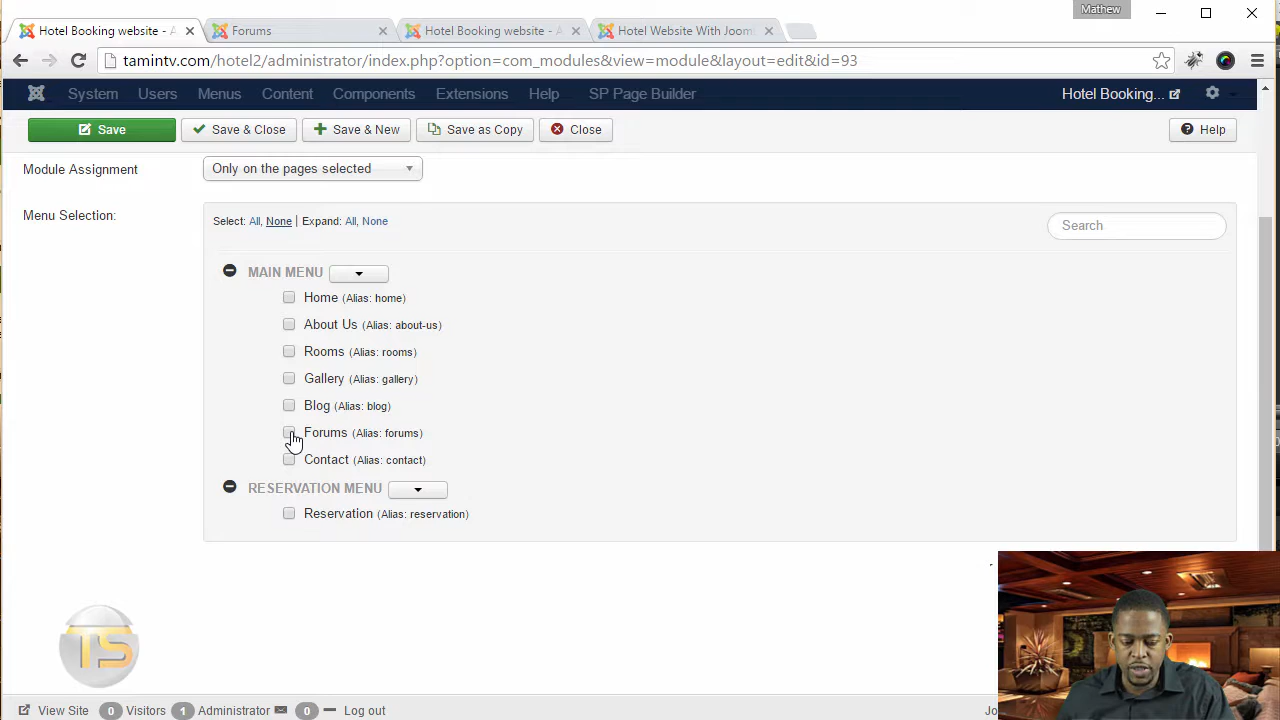 Mathew
Hotel Booking website - A
Forums
Hotel Booking website - A
Hotel Website With Joom
tamintv.com/hotel2/administrator/index.php?option=com_modules&view=module&layout=edit&id=93
System Users Menus Content Components Extensions Help SP Page Builder Hotel Booking...
Save Save & Close Save & New Save as Copy Close Help
Module Assignment Only on the pages selected
Menu Selection:
Select: All, None | Expand: All, None Search
MAIN MENU
Home (Alias: home)
About Us (Alias: about-us)
Rooms (Alias: rooms)
Gallery (Alias: gallery)
Blog (Alias: blog)
Forums (Alias: forums)
Contact (Alias: contact)
RESERVATION MENU
Reservation (Alias: reservation)
TS
View Site 0 Visitors 1 Administrator 0 Log out Jo